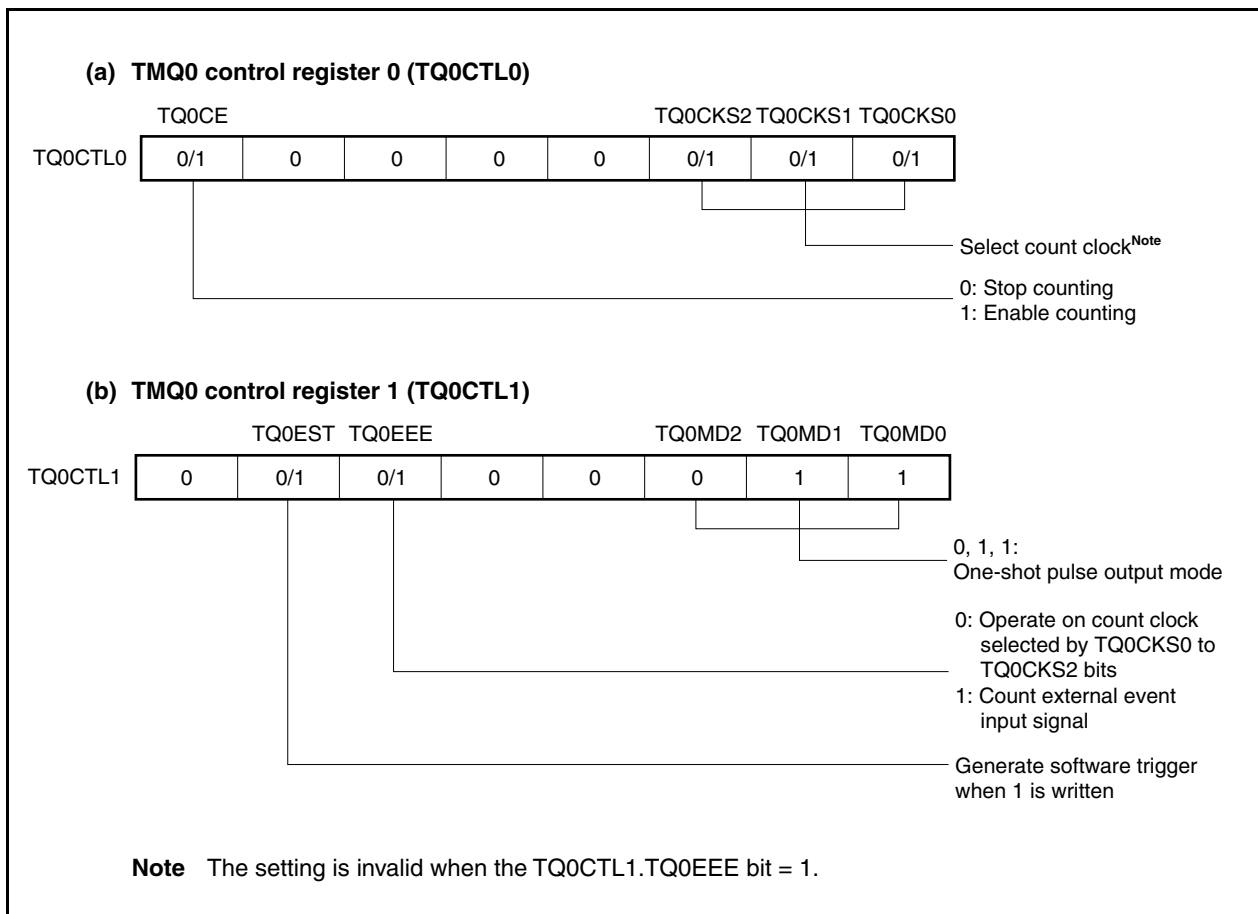 (a) TMQ0 control register 0 (TQ0CTL0)
TQ0CE TQ0CKS2 TQ0CKS1 TQ0CKS0
TQ0CTL0 0/1 0 0 0 0 0/1 0/1 0/1
Select count clockNote
0: Stop counting
1: Enable counting
(b) TMQ0 control register 1 (TQ0CTL1)
TQ0EST TQ0EEE TQ0MD2 TQ0MD1 TQ0MD0
TQ0CTL1 0 0/1 0/1 0 0 0 1 1
0, 1, 1:
One-shot pulse output mode
0: Operate on count clock
selected by TQ0CKS0 to
TQ0CKS2 bits
1: Count external event
input signal
Generate software trigger
when 1 is written
Note The setting is invalid when the TQ0CTL1.TQ0EEE bit = 1.